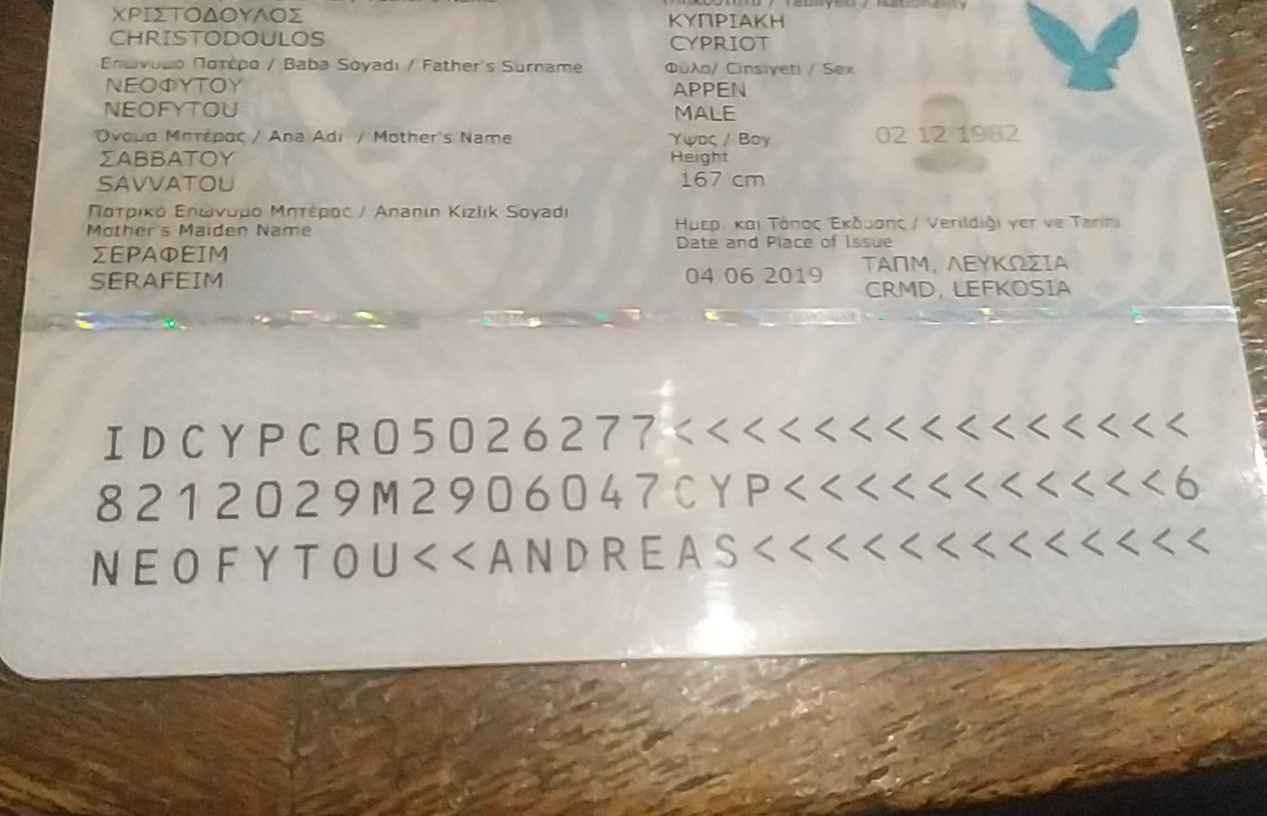 ΧΡΙΣΤΟΔΟΥΛΟΣ
CHRISTODOULOS
Επώνυμο Πατέρα / Baba Soyadı / Father's Surname
ΝΕΟΦΥΤΟΥ
NEOFYTOU
Όνομα Μητέρας / Ana Adı / Mother's Name
ΣΑΒΒΑΤΟΥ
SAVVATOU
Πατρικό Επώνυμο Μητέρας / Ananın Kızlık Soyadı
Mother's Maiden Name
ΣΕΡΑΦΕΙΜ
SERAFEIM
/ Nationality
ΚΥΠΡΙΑΚΗ
CYPRIOT
Φύλο/ Cinsiyeti / Sex
ΑΡΡΕΝ
MALE
Ύψος / Boy
Height
167 cm
02 12 1982
Ημερ. και Τόπος Έκδοσης / Verildiği yer ve Tarihi
Date and Place of Issue
04 06 2019
ΤΑΠΜ, ΛΕΥΚΩΣΙΑ
CRMD, LEFKOSIA
IDCYPCR05026277<<<<<<<<<<<<<<<
8212029M2906047CYP<<<<<<<<<<<6
NEOFYTOU<<ANDREAS<<<<<<<<<<<<<